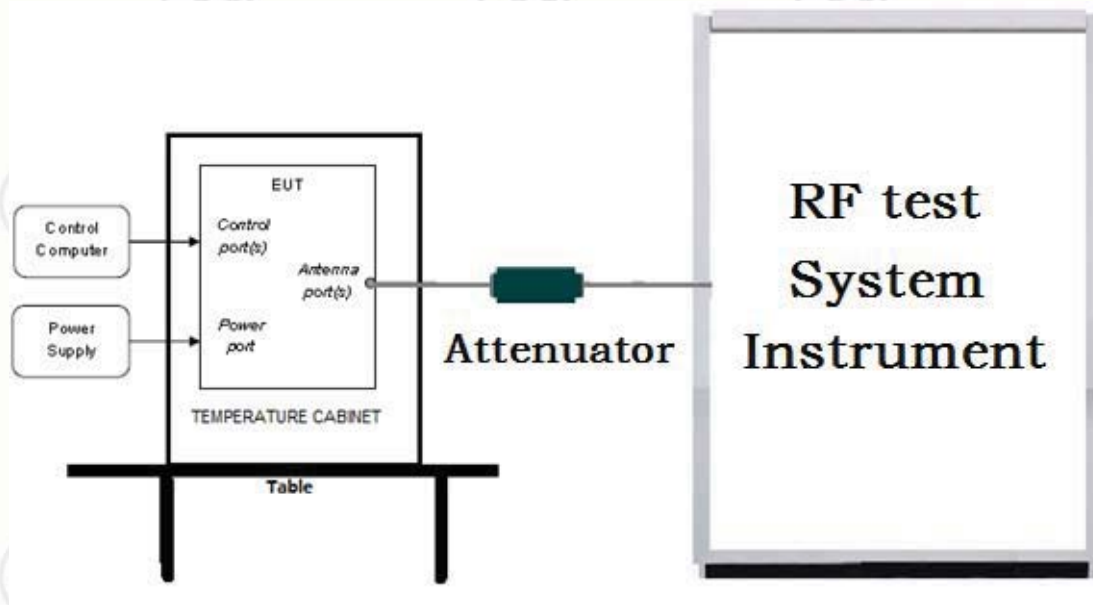 Control
Computer
Power
Supply
EUT
Control
port(s)
Antenna
port(s)
Power
port
TEMPERATURE CABINET
Table
Attenuator
RF test
System
Instrument